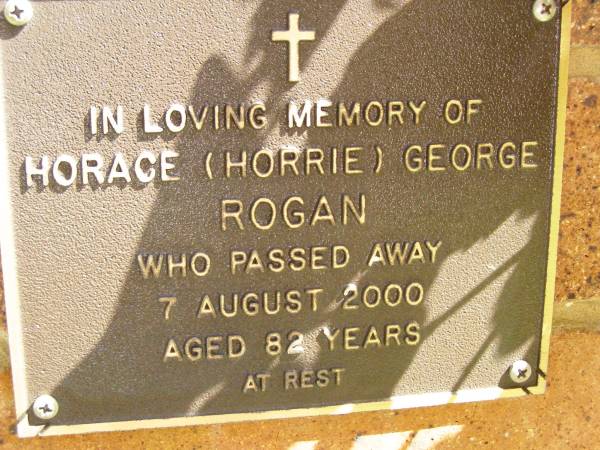 IN LOVING MEMORY OF
HORACE (HORRIE) GEORGE
ROGAN
WHO PASSED AWAY
7 AUGUST 2000
AGED 82 YEARS
AT REST